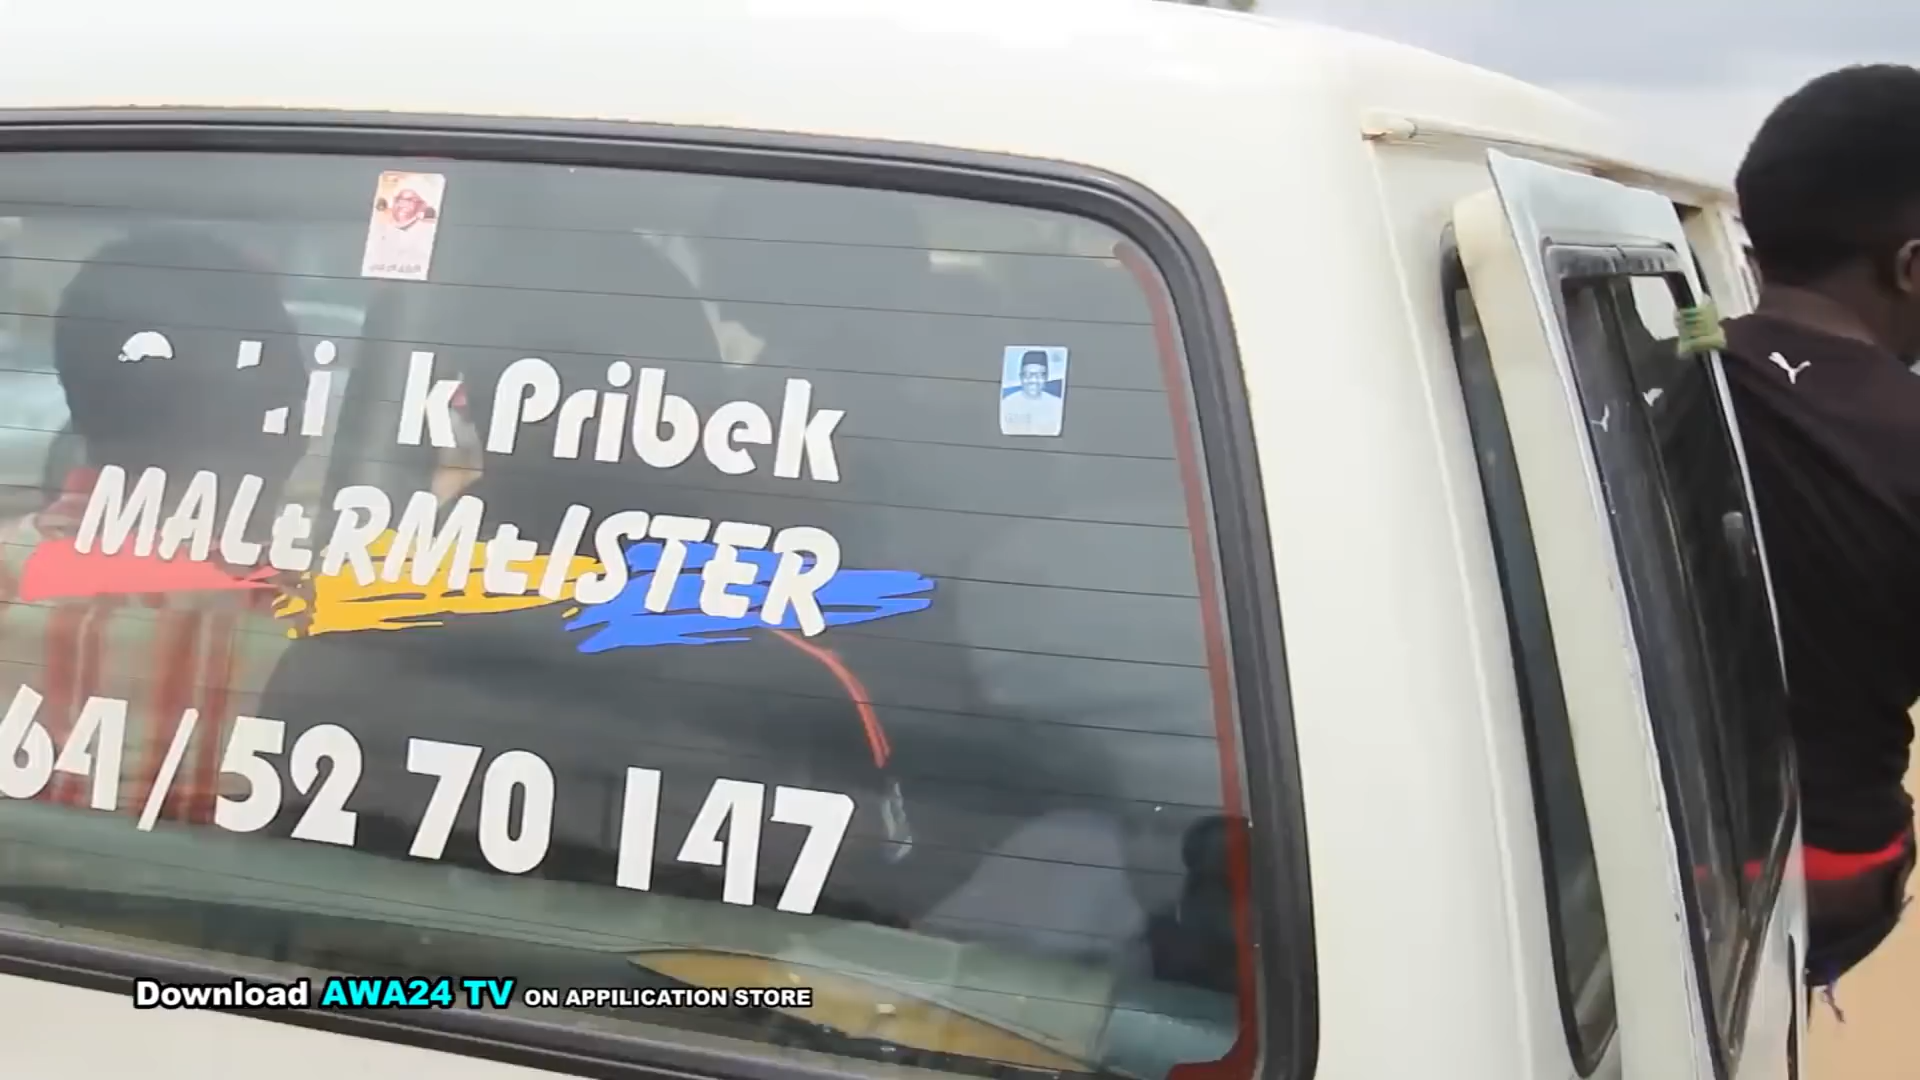 k Pribek
MALERMEISTER
64 / 52 70 147
Download AWA24 TV ON APPILICATION STORE